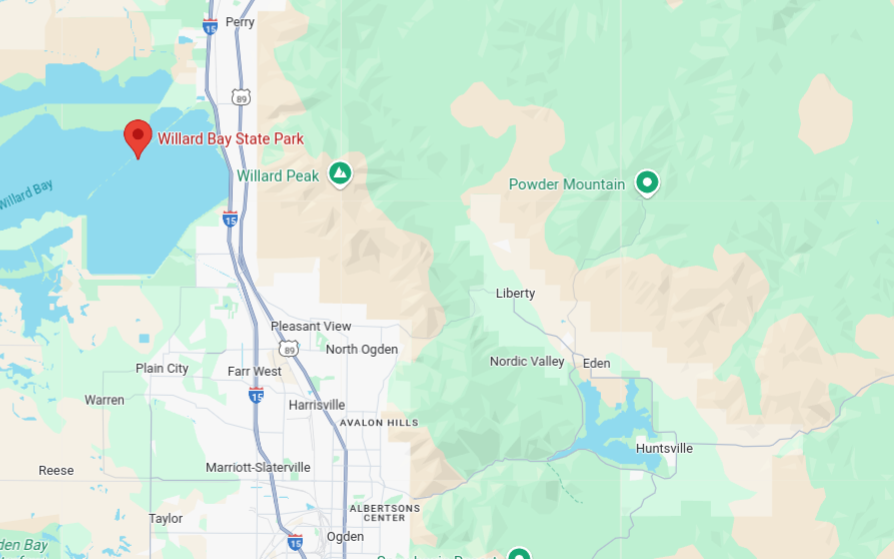 Perry
15
89
Willard Bay State Park
Willard Peak
Powder Mountain
Willard Bay
15
Liberty
Pleasant View
89
North Ogden
Nordic Valley
Eden
Plain City
Farr West
15
Warren
Harrisville
AVALON HILLS
Huntsville
Reese
Marriott-Slaterville
ALBERTSONS
CENTER
Taylor
Ogden
15